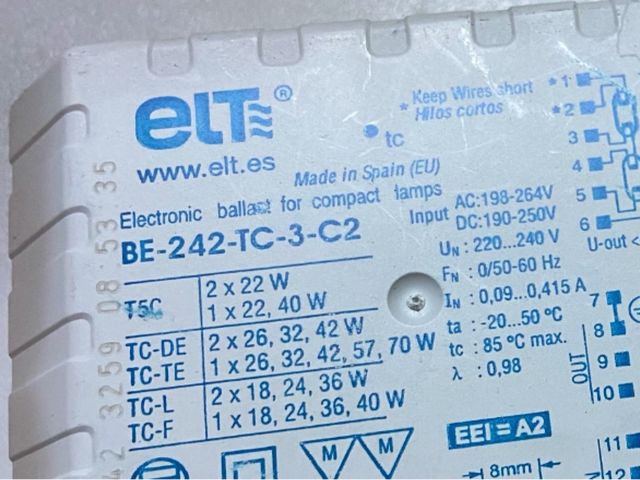 eLT®
www.elt.es
tc
* Keep Wires short
* Hilos cortos
Made in Spain (EU)
Electronic ballast for compact lamps
BE-242-TC-3-C2
T5C
2 x 22 W
1 x 22, 40 W
TC-DE
TC-TE
2 x 26, 32, 42 W
1 x 26, 32, 42, 57, 70 W
TC-L
TC-F
2 x 18, 24, 36 W
1 x 18, 24, 36, 40 W
Input
AC:198-264V
DC:190-250V
UN : 220...240 V
FN : 0/50-60 Hz
IN : 0,09...0,415 A
ta : -20...50 ºC
tc : 85 ºC max.
λ : 0,98
EEI = A2
8mm
M
M
*1
*2
3
4
5
6
U-out <
7
8
9
10
OUT
11
12
42 3259 08 53 35